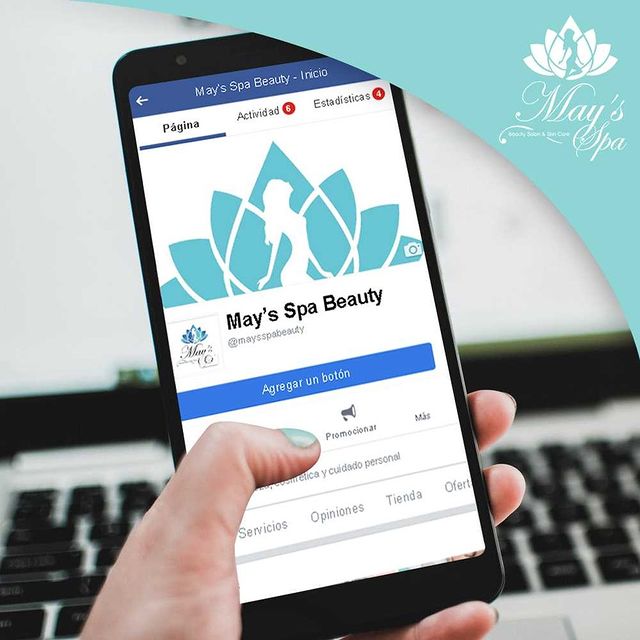 May's Spa Beauty - Inicio
Página
Actividad 6
Estadísticas 4
May's Spa Beauty
@maysspabeauty
May's
Agregar un botón
Promocionar
Más
cosmética y cuidado personal
Servicios
Opiniones
Tienda
Ofert
May's
Spa
Beauty Salon & Skin Care